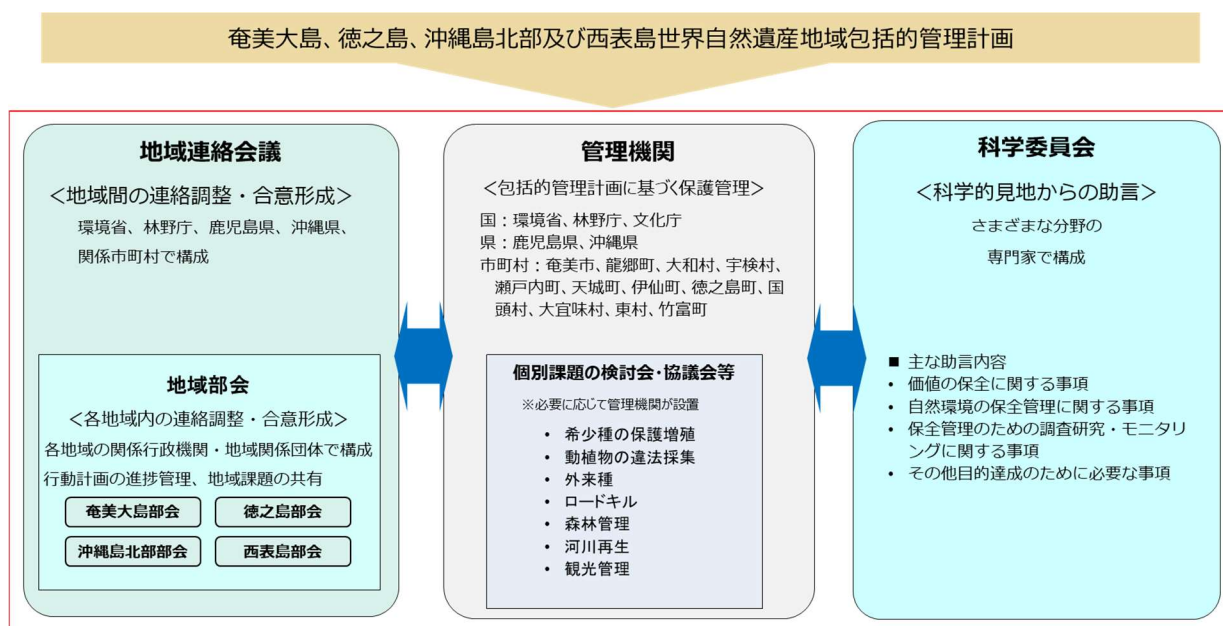 奄美大島、徳之島、沖縄島北部及び西表島世界自然遺産地域包括的管理計画
地域連絡会議
＜地域間の連絡調整・合意形成＞
環境省、林野庁、鹿児島県、沖縄県、
関係市町村で構成
地域部会
＜各地域内の連絡調整・合意形成＞
各地域の関係行政機関・地域関係団体で構成
行動計画の進捗管理、地域課題の共有
奄美大島部会
徳之島部会
沖縄島北部部会
西表島部会
管理機関
＜包括的管理計画に基づく保護管理＞
国：環境省、林野庁、文化庁
県：鹿児島県、沖縄県
市町村：奄美市、龍郷町、大和村、宇検村、
瀬戸内町、天城町、伊仙町、徳之島町、国
頭村、大宜味村、東村、竹富町
個別課題の検討会・協議会等
※必要に応じて管理機関が設置
• 希少種の保護増殖
• 動植物の違法採集
• 外来種
• ロードキル
• 森林管理
• 河川再生
• 観光管理
科学委員会
＜科学的見地からの助言＞
さまざまな分野の
専門家で構成
■ 主な助言内容
• 価値の保全に関する事項
• 自然環境の保全管理に関する事項
• 保全管理のための調査研究・モニタリ
ングに関する事項
• その他目的達成のために必要な事項